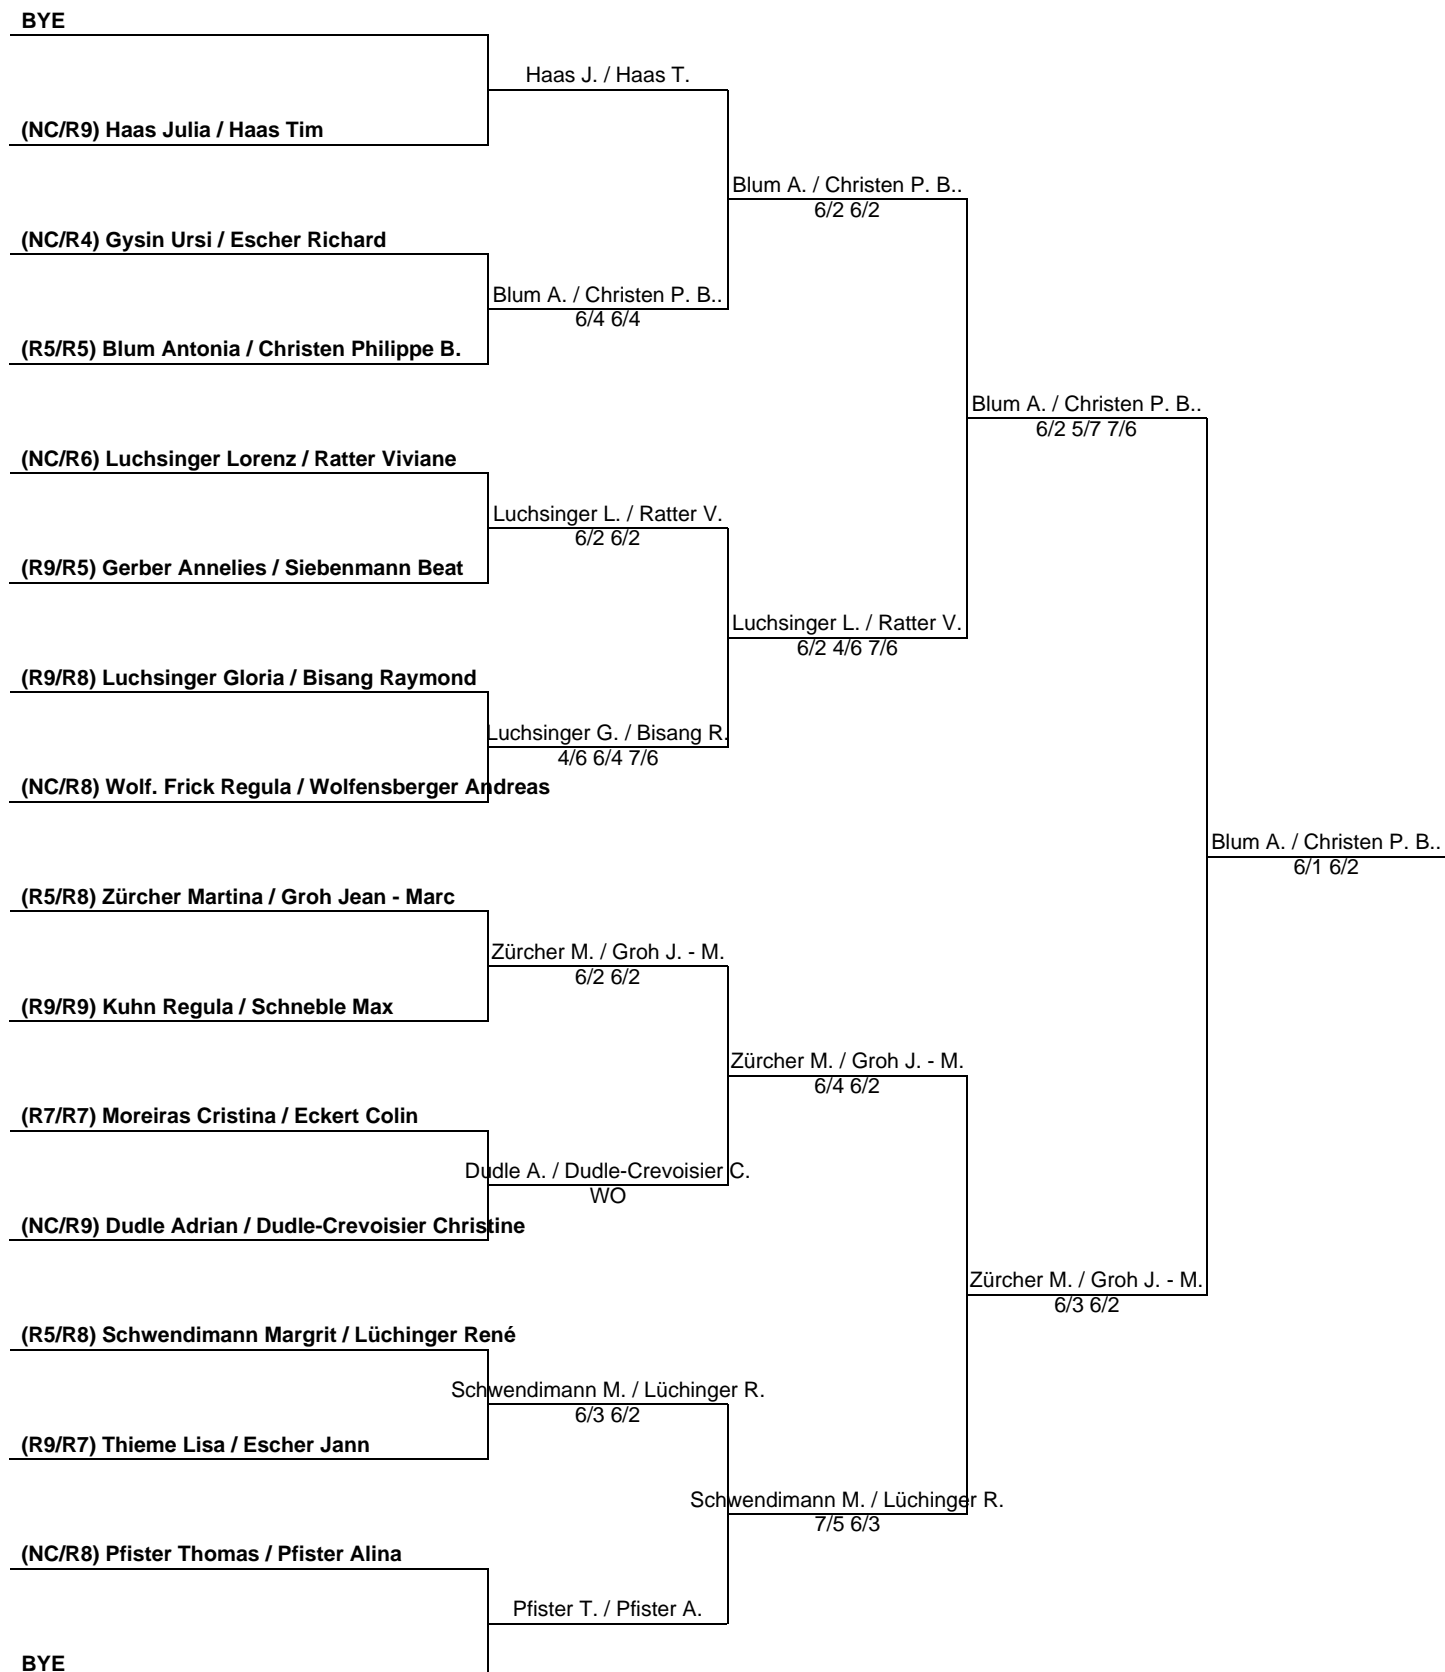 BYE
Haas J. / Haas T.
(NC/R9) Haas Julia / Haas Tim
Blum A. / Christen P. B..
6/2 6/2
(NC/R4) Gysin Ursi / Escher Richard
Blum A. / Christen P. B..
6/4 6/4
(R5/R5) Blum Antonia / Christen Philippe B.
Blum A. / Christen P. B..
6/2 5/7 7/6
(NC/R6) Luchsinger Lorenz / Ratter Viviane
Luchsinger L. / Ratter V.
6/2 6/2
(R9/R5) Gerber Annelies / Siebenmann Beat
Luchsinger L. / Ratter V.
6/2 4/6 7/6
(R9/R8) Luchsinger Gloria / Bisang Raymond
Luchsinger G. / Bisang R.
4/6 6/4 7/6
(NC/R8) Wolf. Frick Regula / Wolfensberger Andreas
Blum A. / Christen P. B..
6/1 6/2
(R5/R8) Zürcher Martina / Groh Jean - Marc
Zürcher M. / Groh J. - M.
6/2 6/2
(R9/R9) Kuhn Regula / Schneble Max
Zürcher M. / Groh J. - M.
6/4 6/2
(R7/R7) Moreiras Cristina / Eckert Colin
Dudle A. / Dudle-Crevoisier C.
WO
(NC/R9) Dudle Adrian / Dudle-Crevoisier Christine
Zürcher M. / Groh J. - M.
6/3 6/2
(R5/R8) Schwendimann Margrit / Lüchinger René
Schwendimann M. / Lüchinger R.
6/3 6/2
(R9/R7) Thieme Lisa / Escher Jann
Schwendimann M. / Lüchinger R.
7/5 6/3
(NC/R8) Pfister Thomas / Pfister Alina
Pfister T. / Pfister A.
BYE